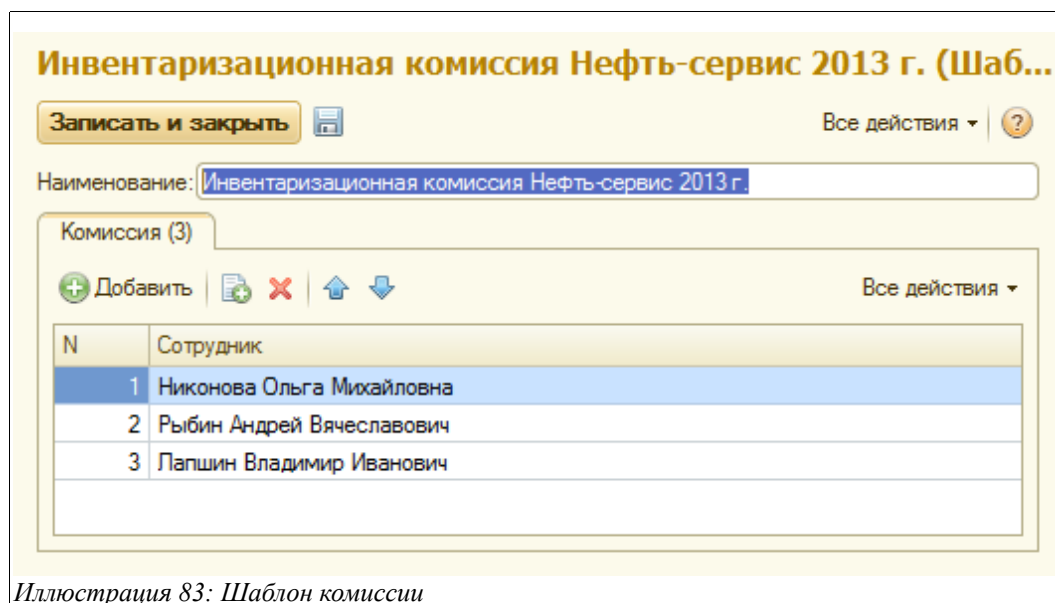 Инвентаризационная комиссия Нефть-сервис 2013 г. (Шаб...
Записать и закрыть Все действия ?
Наименование: Инвентаризационная комиссия Нефть-сервис 2013 г.
Комиссия (3)
Добавить Все действия
N Сотрудник
1 Никонова Ольга Михайловна
2 Рыбин Андрей Вячеславович
3 Лапшин Владимир Иванович
Иллюстрация 83: Шаблон комиссии